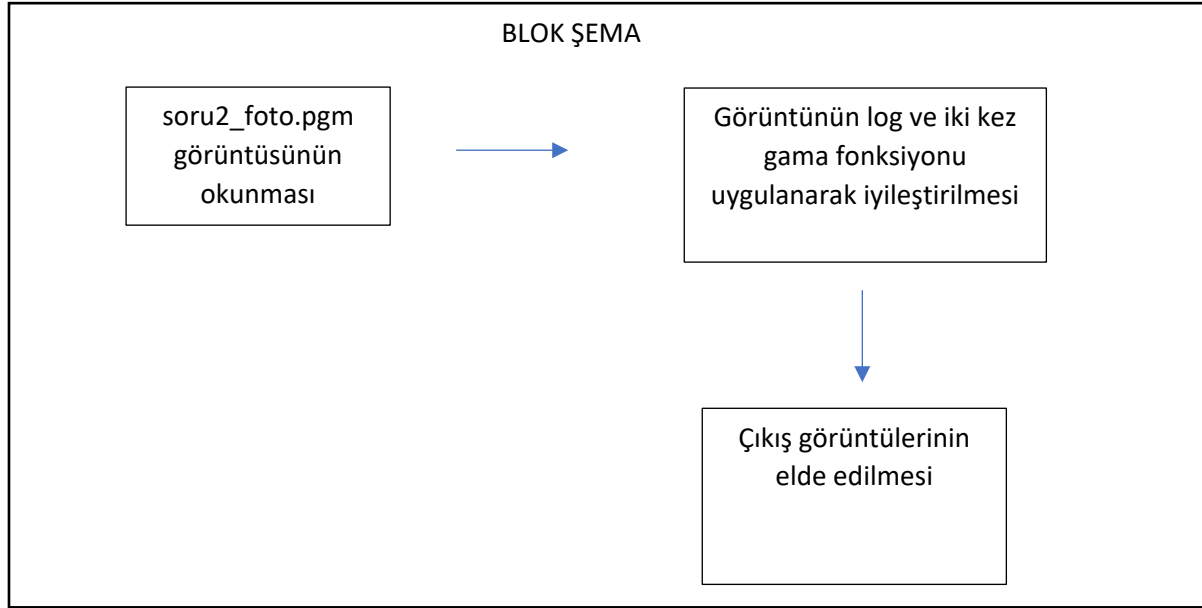 BLOK ŞEMA
soru2_foto.pgm
görüntüsünün
okunması
Görüntünün log ve iki kez
gama fonksiyonu
uygulanarak iyileştirilmesi
Çıkış görüntülerinin
elde edilmesi